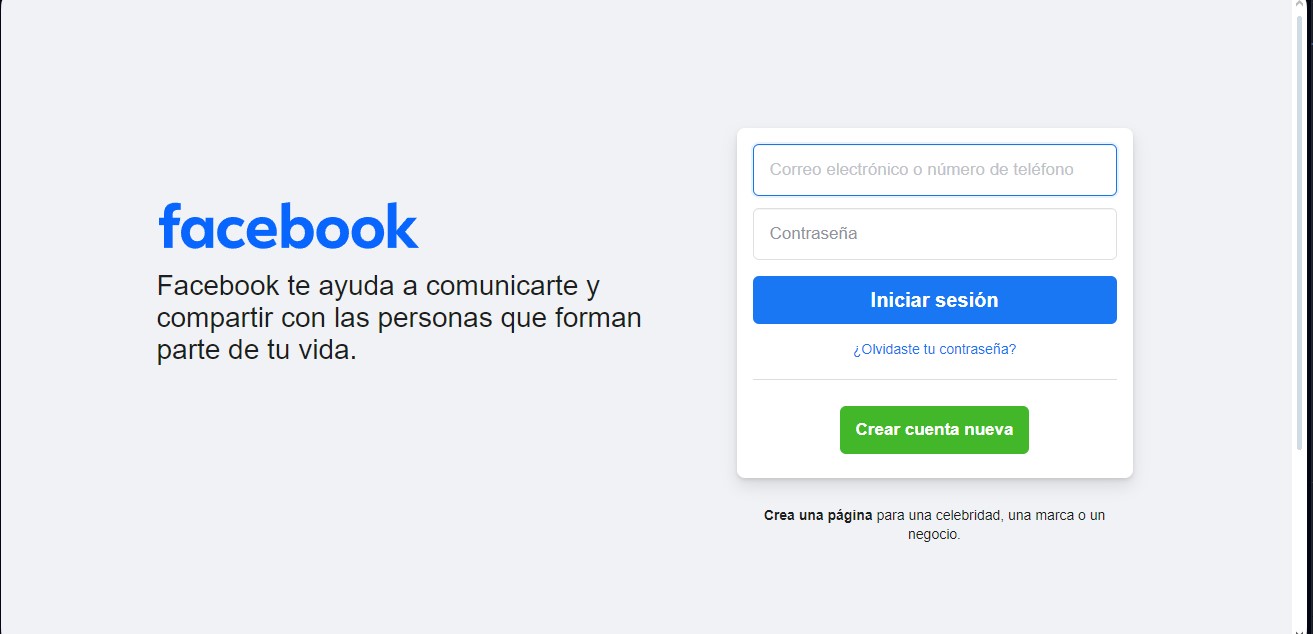 facebook
Facebook te ayuda a comunicarte y
compartir con las personas que forman
parte de tu vida.
Correo electrónico o número de teléfono
Contraseña
Iniciar sesión
¿Olvidaste tu contraseña?
Crear cuenta nueva
Crea una página para una celebridad, una marca o un
negocio.